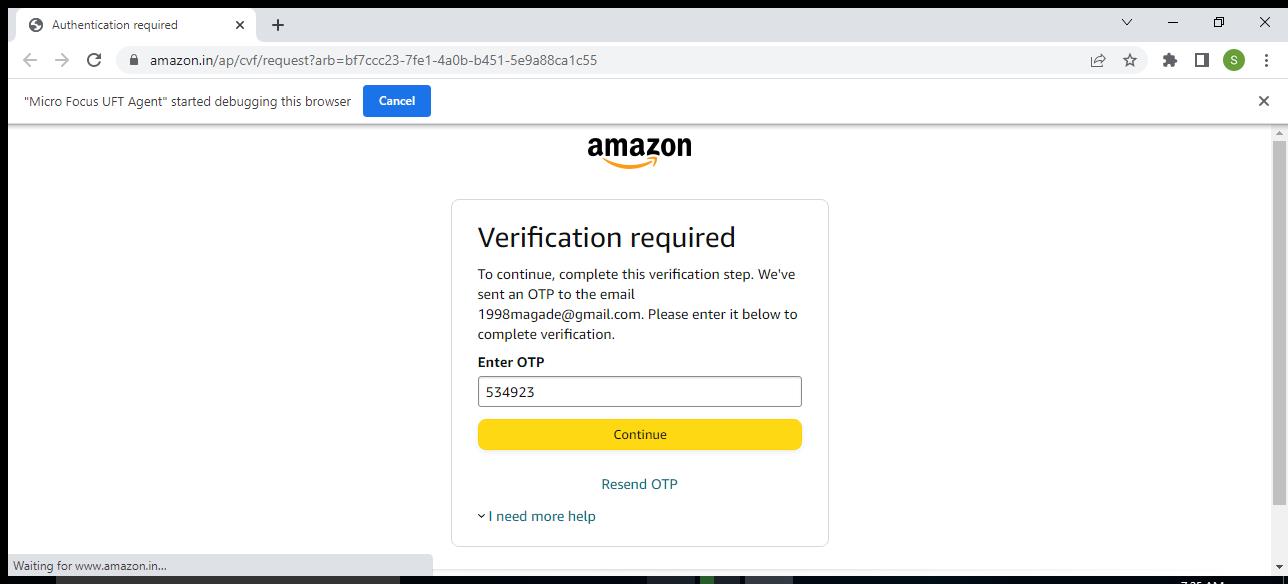 Authentication required
amazon.in/ap/cvf/request?arb=bf7ccc23-7fe1-4a0b-b451-5e9a88ca1c55
S
"Micro Focus UFT Agent" started debugging this browser
Cancel
amazon
Verification required
To continue, complete this verification step. We've
sent an OTP to the email
1998magade@gmail.com. Please enter it below to
complete verification.
Enter OTP
534923
Continue
Resend OTP
I need more help
Waiting for www.amazon.in...